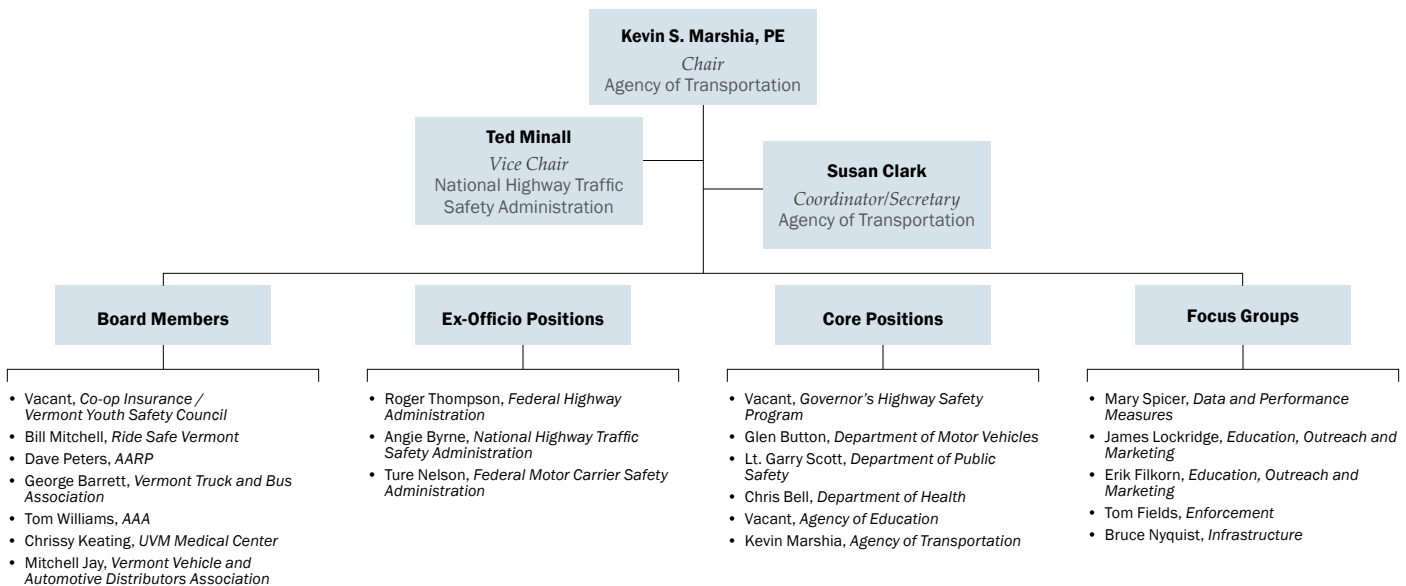 Kevin S. Marshia, PE
Chair
Agency of Transportation
Ted Minall
Vice Chair
National Highway Traffic
Safety Administration
Susan Clark
Coordinator/Secretary
Agency of Transportation
Board Members
• Vacant, Co-op Insurance /
Vermont Youth Safety Council
• Bill Mitchell, Ride Safe Vermont
• Dave Peters, AARP
• George Barrett, Vermont Truck and Bus
Association
• Tom Williams, AAA
• Chrissy Keating, UVM Medical Center
• Mitchell Jay, Vermont Vehicle and
Automotive Distributors Association
Ex-Officio Positions
• Roger Thompson, Federal Highway
Administration
• Angie Byrne, National Highway Traffic
Safety Administration
• Ture Nelson, Federal Motor Carrier Safety
Administration
Core Positions
• Vacant, Governor's Highway Safety
Program
• Glen Button, Department of Motor Vehicles
• Lt. Garry Scott, Department of Public
Safety
• Chris Bell, Department of Health
• Vacant, Agency of Education
• Kevin Marshia, Agency of Transportation
Focus Groups
• Mary Spicer, Data and Performance
Measures
• James Lockridge, Education, Outreach and
Marketing
• Erik Filkorn, Education, Outreach and
Marketing
• Tom Fields, Enforcement
• Bruce Nyquist, Infrastructure